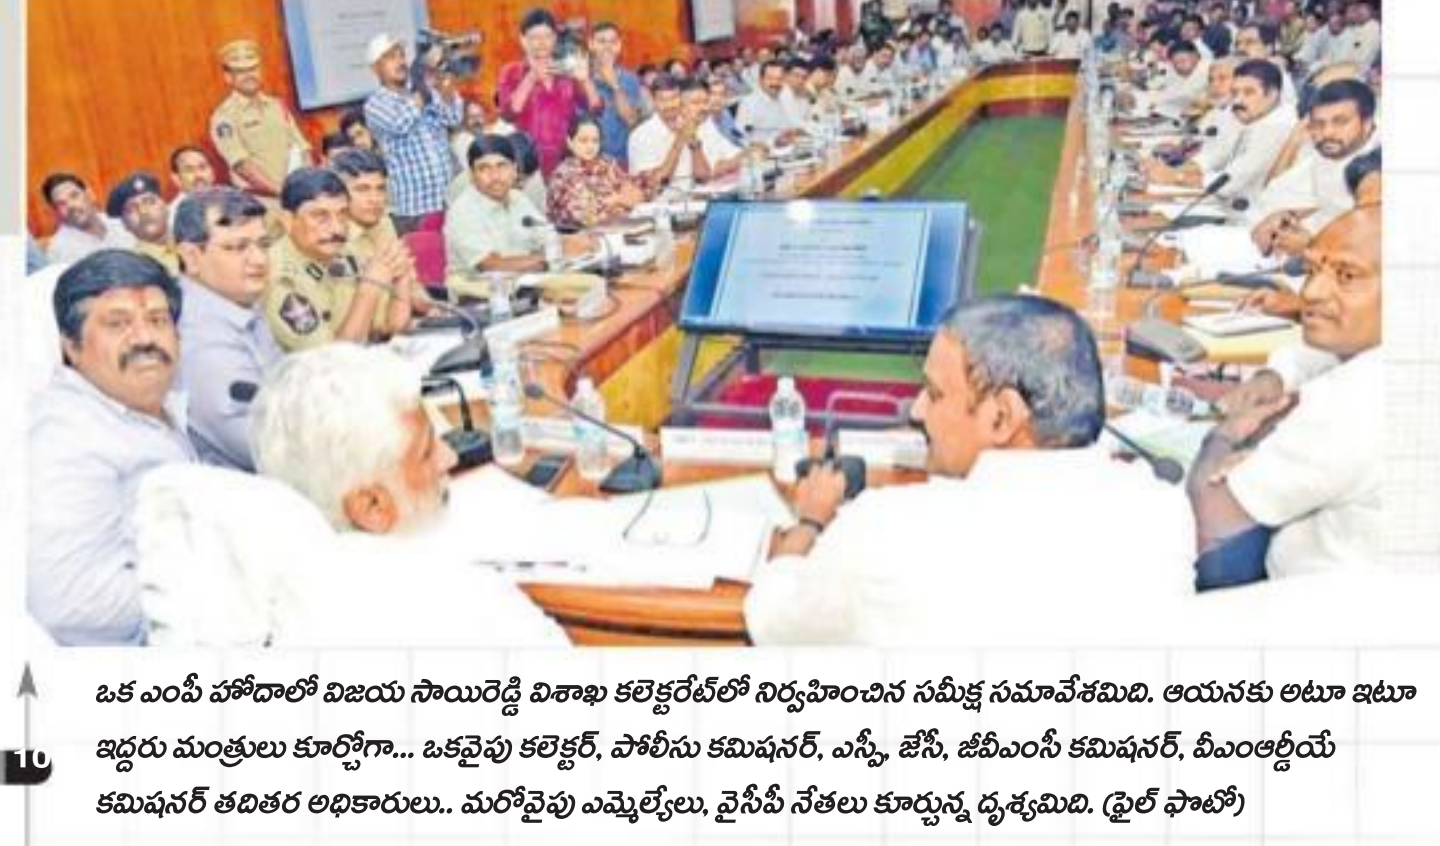 ఒక ఎంపీ హోదాలో విజయ సాయిరెడ్డి విశాఖ కలెక్టరేట్‌లో నిర్వహించిన సమీక్ష సమావేశమిది. ఆయనకు అటూ ఇటూ
ఇద్దరు మంత్రులు కూర్చోగా... ఒకవైపు కలెక్టర్, పోలీసు కమిషనర్, ఎస్పీ, జేసీ, జీవీఎంసీ కమిషనర్, వీఎంఆర్డీయే
10
కమిషనర్ తదితర అధికారులు.. మరోవైపు ఎమ్మెల్యేలు, వైసీపీ నేతలు కూర్చున్న దృశ్యమిది. (ఫైల్ ఫొటో)